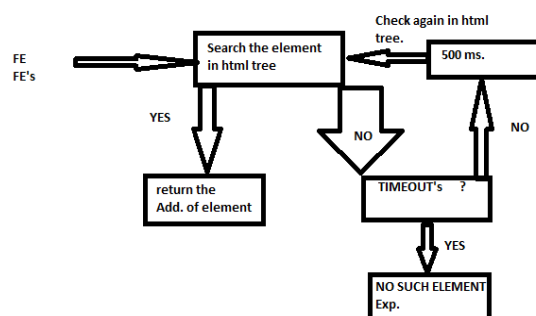 Check again in html
tree.
FE
FE's
Search the element
in html tree
500 ms.
YES
NO
NO
return the
Add. of element
TIMEOUT's ?
YES
NO SUCH ELEMENT
Exp.